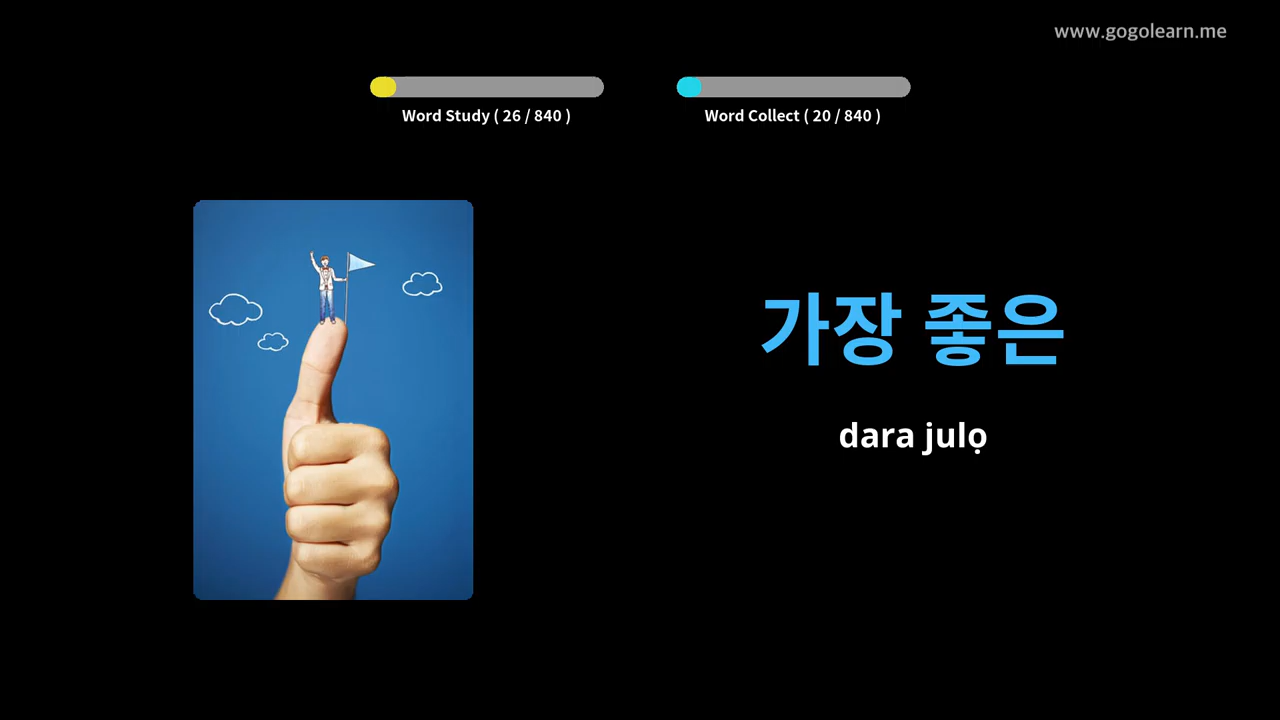 www.gogolearn.me
Word Study ( 26 / 840 )
Word Collect ( 20 / 840 )
가장 좋은
dara julọ